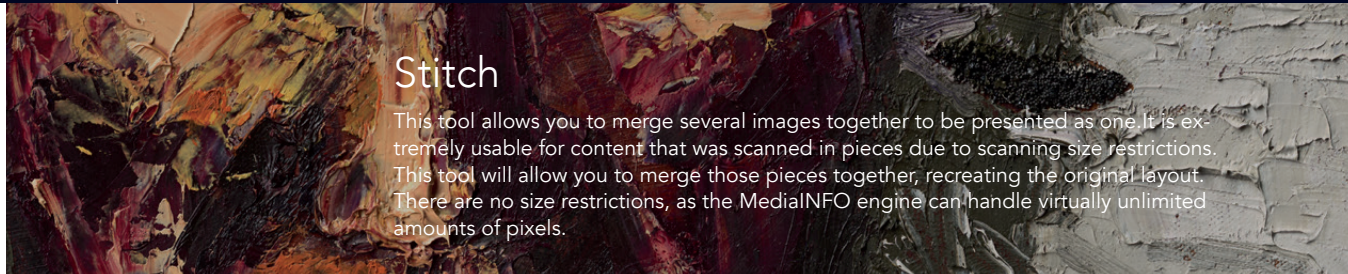 Stitch
This tool allows you to merge several images together to be presented as one.It is ex-
tremely usable for content that was scanned in pieces due to scanning size restrictions.
This tool will allow you to merge those pieces together, recreating the original layout.
There are no size restrictions, as the MediaINFO engine can handle virtually unlimited
amounts of pixels.